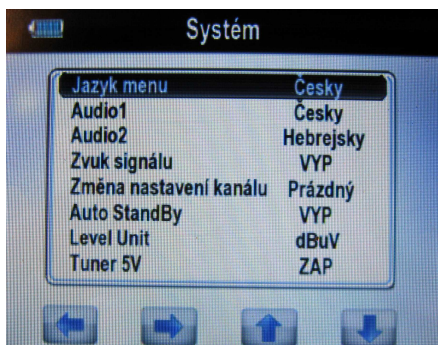 Systém
Jazyk menu Česky
Audio1 Česky
Audio2 Hebrejsky
Zvuk signálu VYP
Změna nastavení kanálu Prázdný
Auto StandBy VYP
Level Unit dBuV
Tuner 5V ZAP